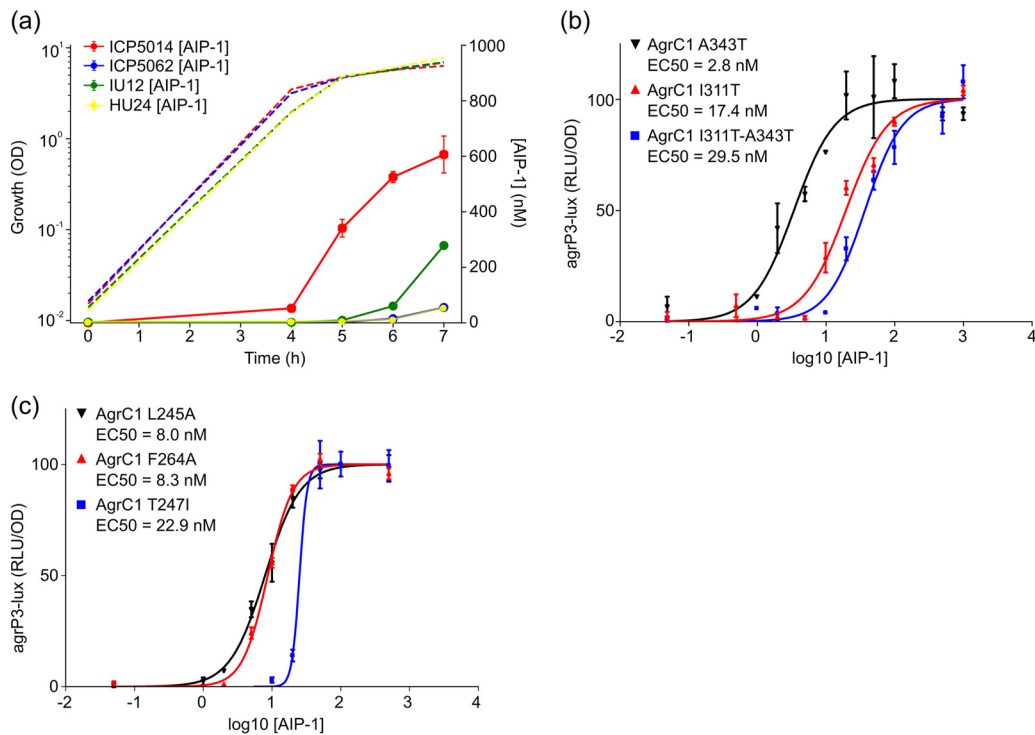 (a)
ICP5014 [AIP-1]
ICP5062 [AIP-1]
IU12 [AIP-1]
HU24 [AIP-1]
Growth (OD)
10^1
10^0
10^-1
10^-2
[AIP-1] (nM)
1000
800
600
400
200
0
0 1 2 3 4 5 6 7
Time (h)
(b)
AgrC1 A343T
EC50 = 2.8 nM
AgrC1 I311T
EC50 = 17.4 nM
AgrC1 I311T-A343T
EC50 = 29.5 nM
agrP3-lux (RLU/OD)
100
50
0
-2 -1 0 1 2 3 4
log10 [AIP-1]
(c)
AgrC1 L245A
EC50 = 8.0 nM
AgrC1 F264A
EC50 = 8.3 nM
AgrC1 T247I
EC50 = 22.9 nM
agrP3-lux (RLU/OD)
100
50
0
-2 -1 0 1 2 3 4
log10 [AIP-1]